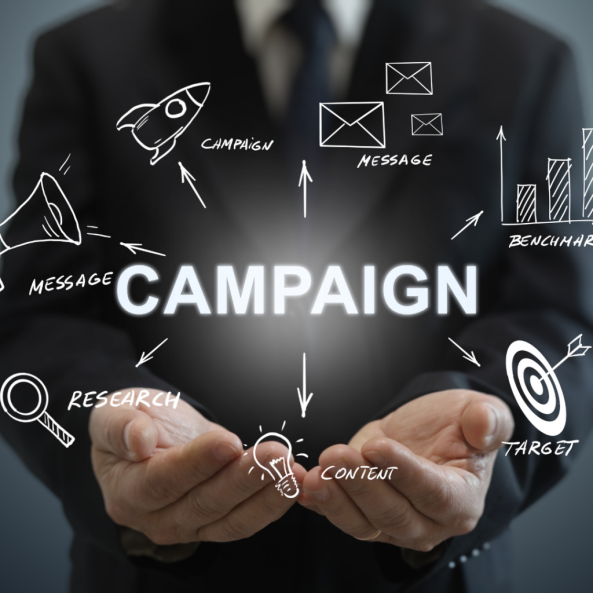 CAMPAIGN
MESSAGE
BENCHMAR
MESSAGE
CAMPAIGN
RESEARCH
TARGET
CONTENT